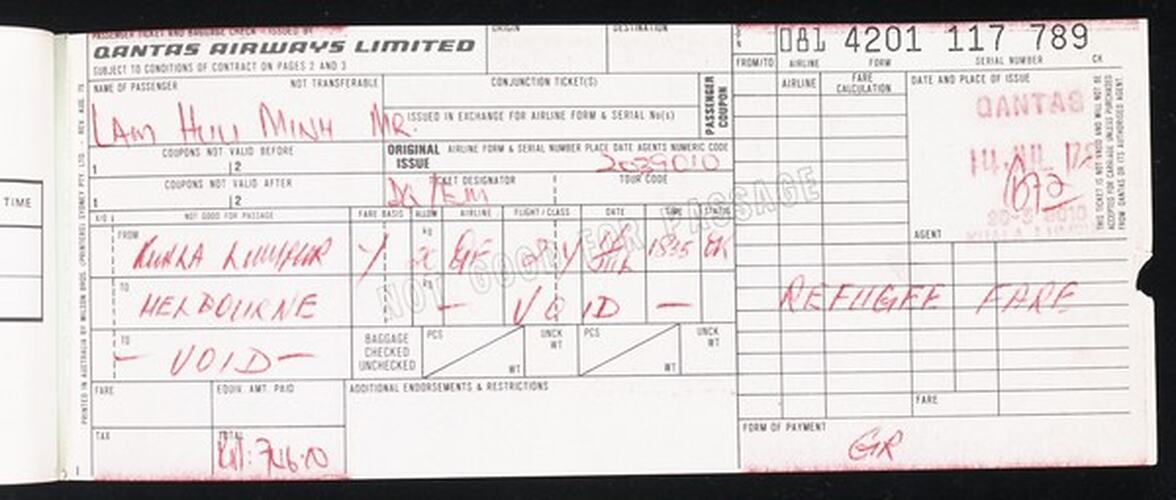 PASSENGER TICKET AND BAGGAGE CHECK - ISSUED BY
QANTAS AIRWAYS LIMITED
SUBJECT TO CONDITIONS OF CONTRACT ON PAGES 2 AND 3
ORIGIN
DESTINATION
081 4201 117 789
FROM/TO AIRLINE FORM SERIAL NUMBER CK
NAME OF PASSENGER NOT TRANSFERABLE
LAM HUU MINH MR.
CONJUNCTION TICKET(S)
ISSUED IN EXCHANGE FOR AIRLINE FORM & SERIAL No(s)
PASSENGER COUPON
AIRLINE
FARE CALCULATION
DATE AND PLACE OF ISSUE
QANTAS
COUPONS NOT VALID BEFORE
1 2
ORIGINAL ISSUE AIRLINE FORM & SERIAL NUMBER PLACE DATE AGENTS NUMERIC CODE
2039010
COUPONS NOT VALID AFTER
1 2
TICKET DESIGNATOR
TOUR CODE
THIS TICKET IS NOT VALID AND WILL NOT BE
ACCEPTED FOR CARRIAGE UNLESS PURCHASED
FROM QANTAS OR ITS AUTHORISED AGENT.
AGENT
X/O NOT GOOD FOR PASSAGE FARE BASIS ALLOW AIRLINE FLIGHT/CLASS DATE TIME STATUS
NOT GOOD FOR PASSAGE
FROM
KUALA LUMPUR Y kg QF Y 1535 OK
TO
MELBOURNE kg - VOID -
REFUGEE FARE
TO
- VOID -
BAGGAGE CHECKED UNCHECKED
PCS WT UNCK WT PCS WT UNCK WT
FARE
EQUIV. AMT. PAID
ADDITIONAL ENDORSEMENTS & RESTRICTIONS
FARE
TAX
TOTAL
FORM OF PAYMENT
GR
TIME